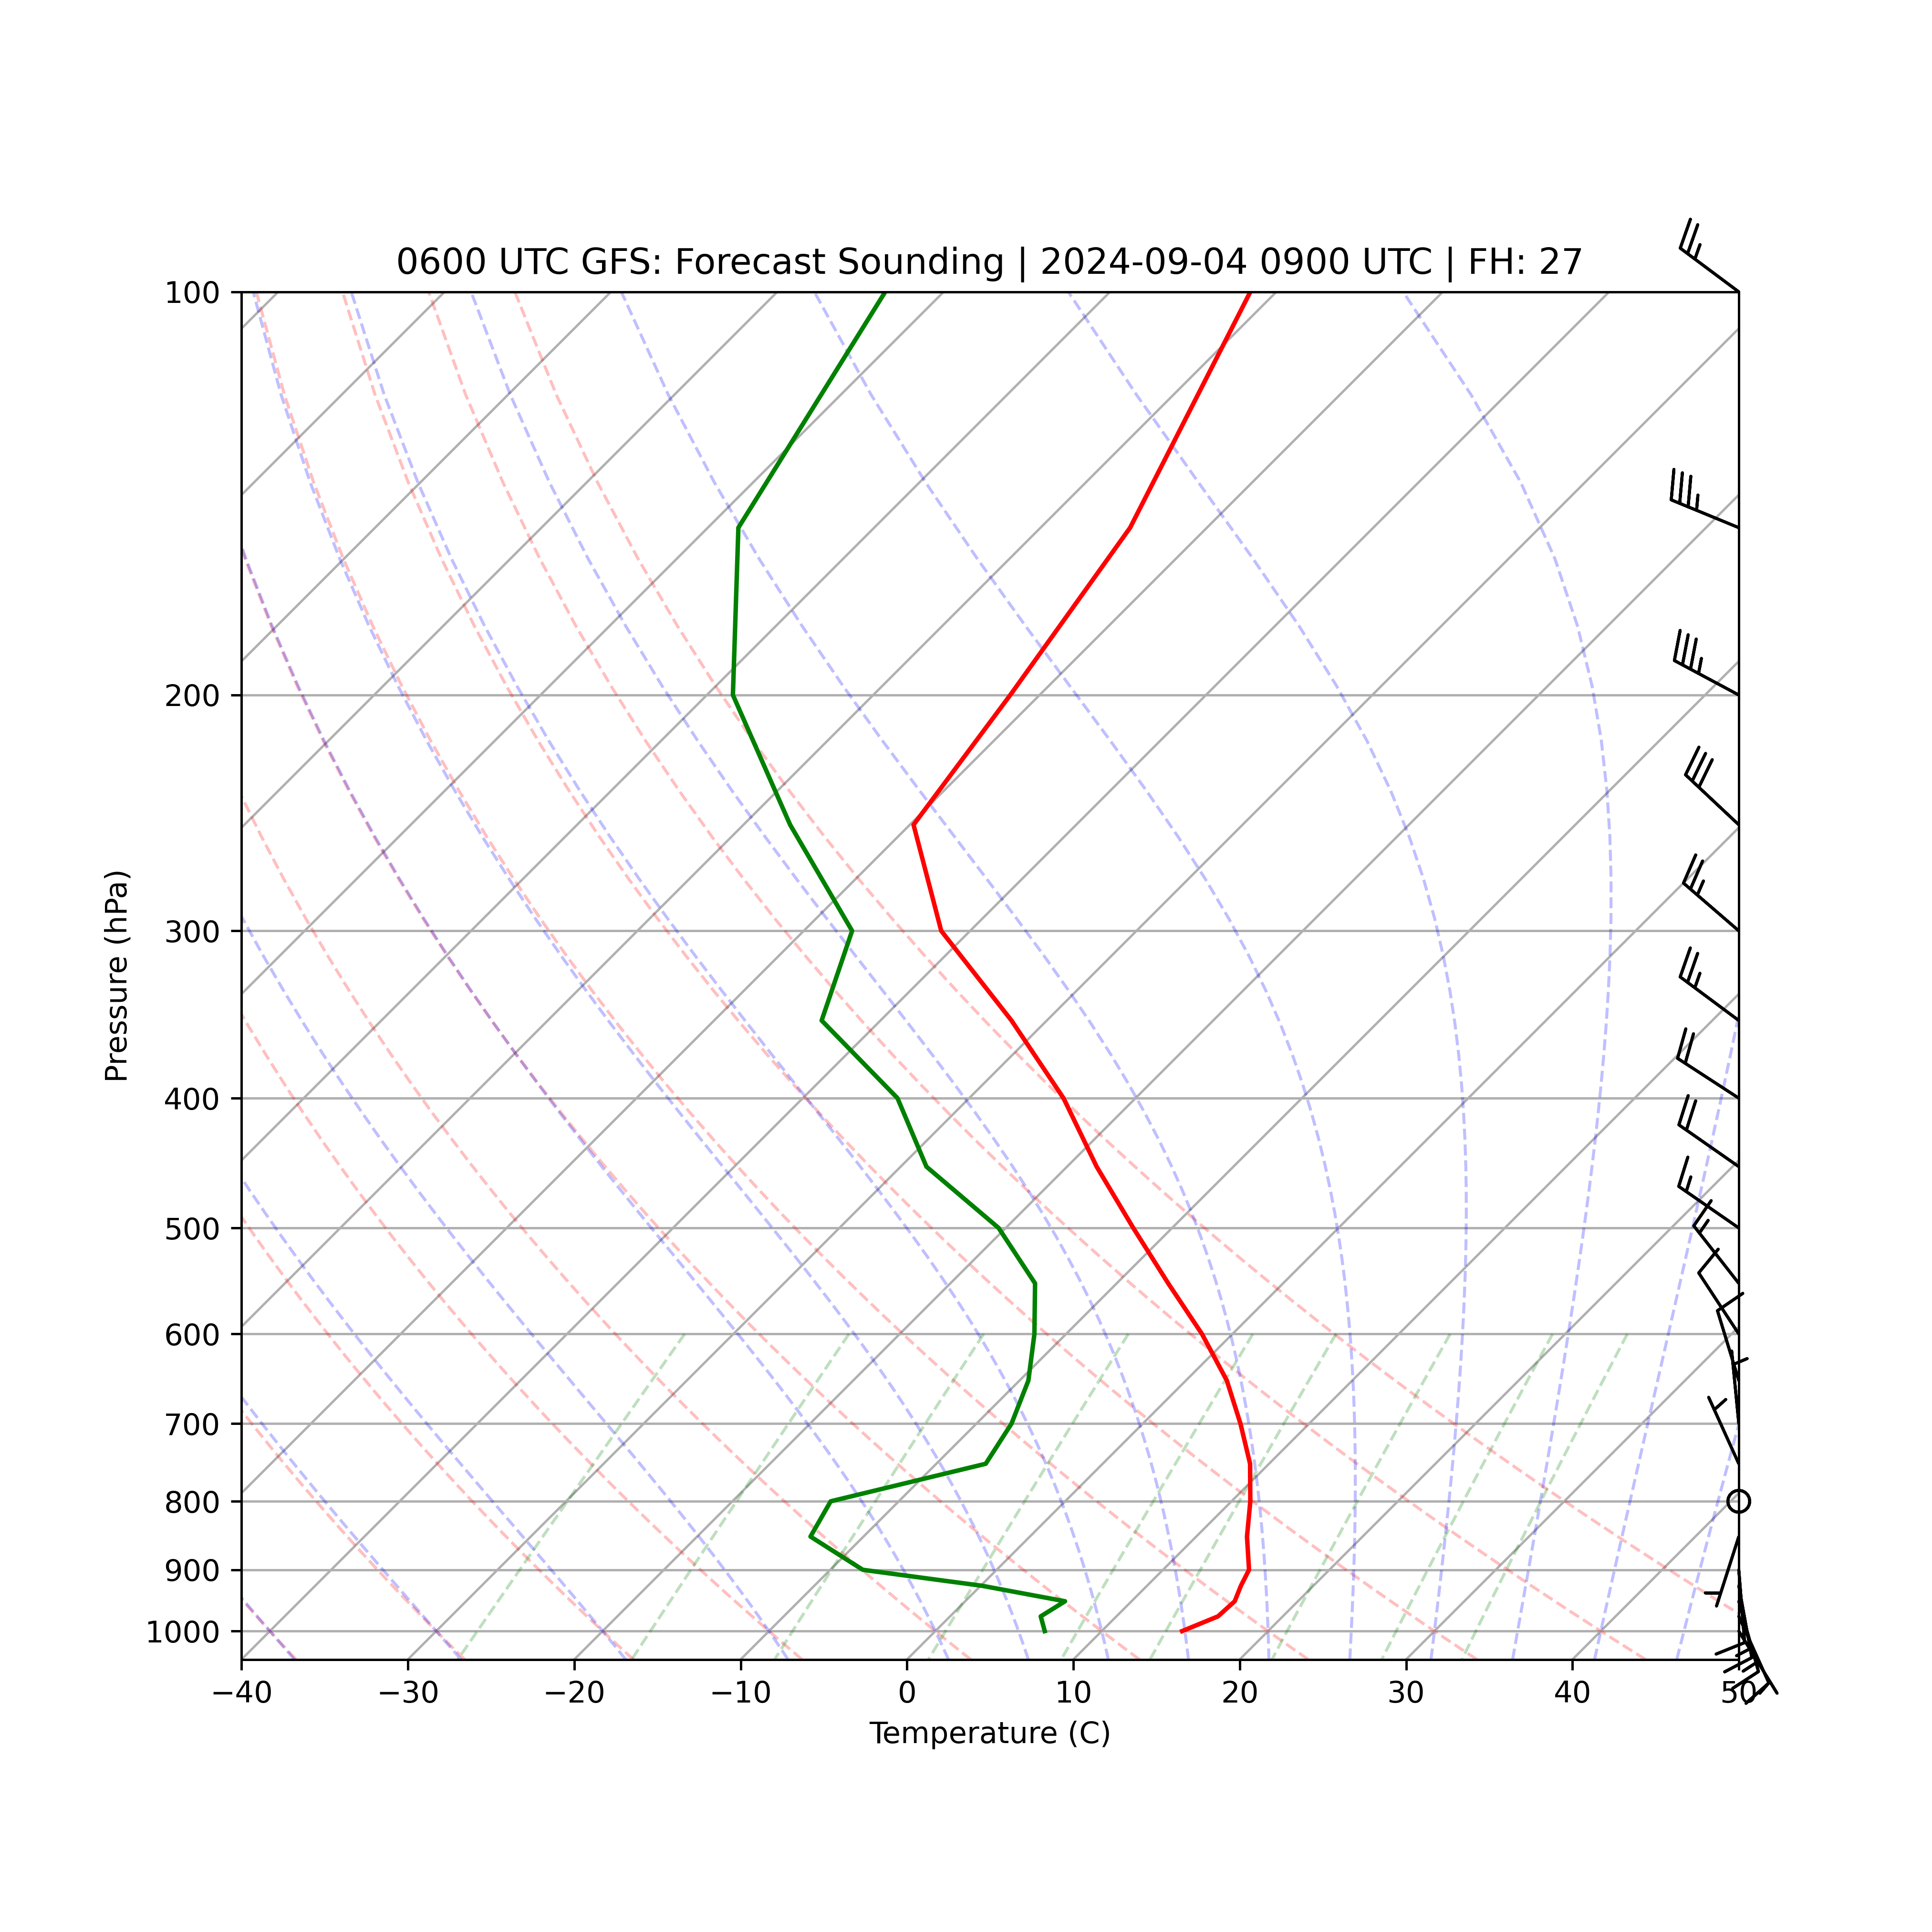 0600 UTC GFS: Forecast Sounding | 2024-09-04 0900 UTC | FH: 27
100
200
300
400
500
600
700
800
900
1000
Pressure (hPa)
−40 −30 −20 −10 0 10 20 30 40 50
Temperature (C)